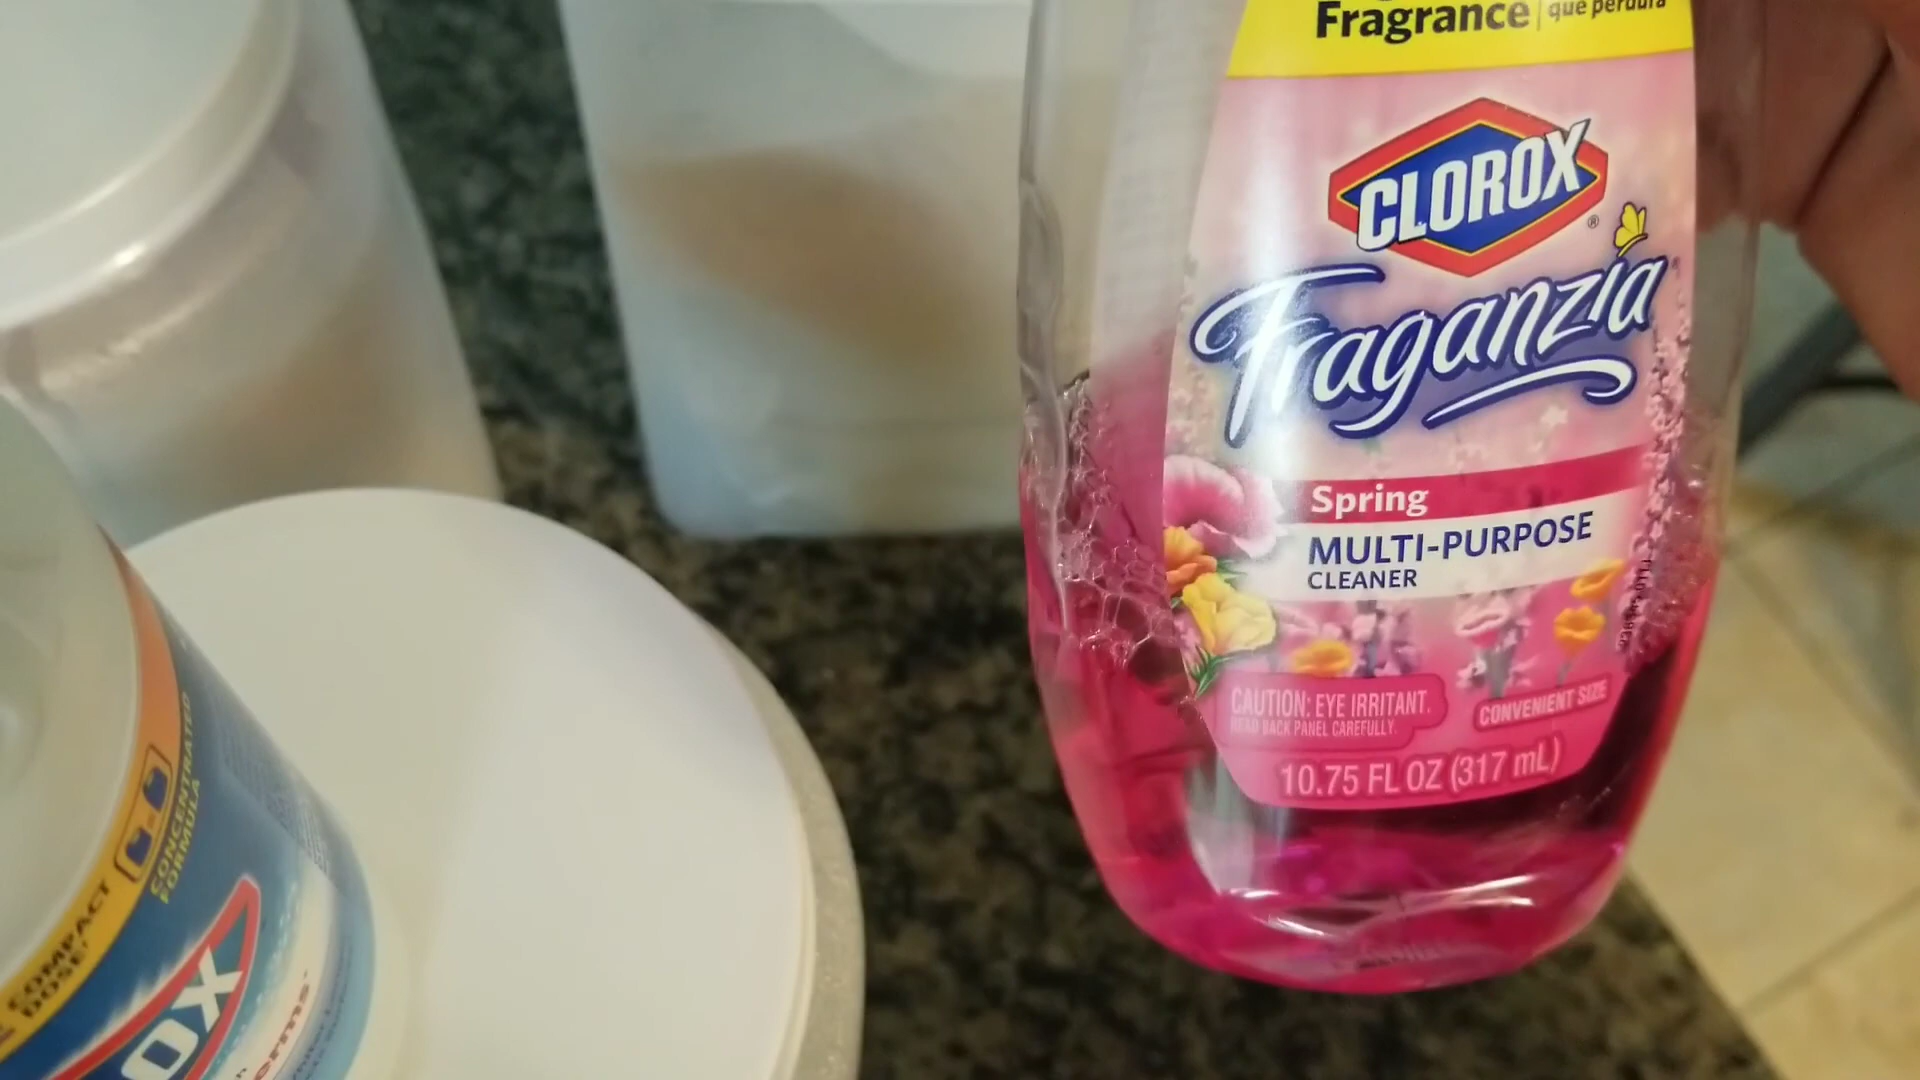 Fragrance
que perdura
CLOROX
®
Fraganzia
Spring
MULTI-PURPOSE
CLEANER
CAUTION: EYE IRRITANT.
READ BACK PANEL CAREFULLY.
CONVENIENT SIZE
10.75 FL OZ (317 mL)
COMPACT
DOSE
CONCENTRATED
FORMULA
OX